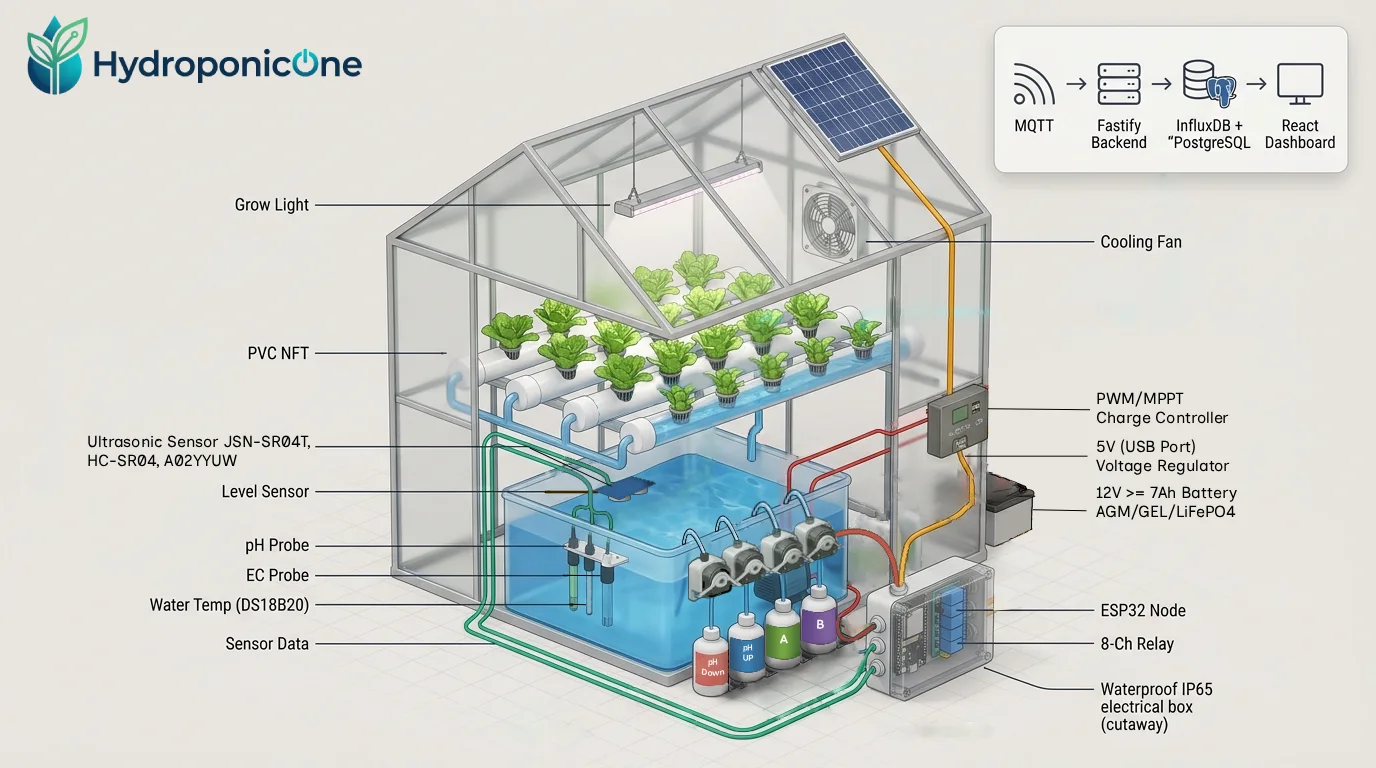 HydroponicOne
MQTT
Fastify
Backend
InfluxDB +
“PostgreSQL
React
Dashboard
Grow Light
Cooling Fan
PVC NFT
PWM/MPPT
Charge Controller
Ultrasonic Sensor JSN-SR04T,
HC-SR04, A02YYUW
5V (USB Port)
Voltage Regulator
Level Sensor
12V >= 7Ah Battery
AGM/GEL/LiFePO4
pH Probe
EC Probe
Water Temp (DS18B20)
ESP32 Node
Sensor Data
8-Ch Relay
pH
Down
pH
UP
A
B
Waterproof IP65
electrical box
(cutaway)